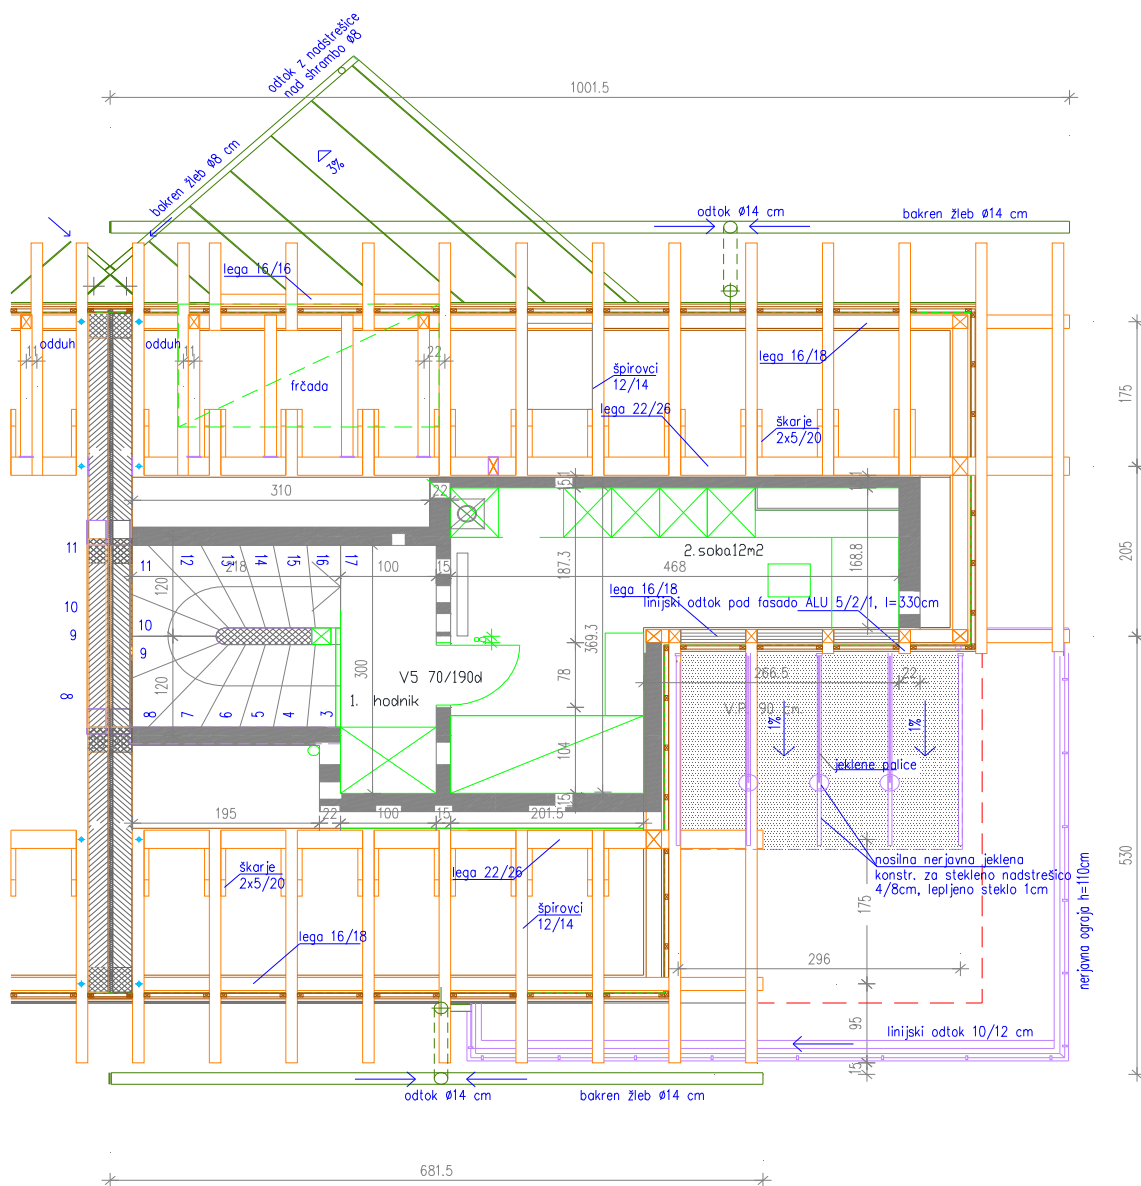 odtok z nadstrešice
nad shrambo Ø8
1001.5
bakren žleb Ø8 cm
3%
odtok Ø14 cm
bakren žleb Ø14 cm
lega 16/16
odduh
odduh
11
11
22
frčada
špirovci
12/14
lega 16/18
lega 22/26
škarje
2x5/20
175
310
22
15
11
11
12
13
14
15
16
17
218
100
15
468
187.3
168.8
2. soba12m2
205
120
11
10
9
10
9
lega 16/18
linijski odtok pod fasado ALU 5/2/1, l=330cm
369.3
300
78
V5 70/190d
1. hodnik
266.5
22
V.P. 90 cm
1%
1%
8
120
8
7
6
5
4
3
104
jeklene palice
15
195
22
100
15
201.5
škarje
2x5/20
lega 22/26
nosilna nerjavna jeklena
konstr. za stekleno nadstrešico
4/8cm, lepljeno steklo 1cm
530
nerjavna ograja h=110cm
špirovci
12/14
175
lega 16/18
296
95
linijski odtok 10/12 cm
15
odtok Ø14 cm
bakren žleb Ø14 cm
681.5